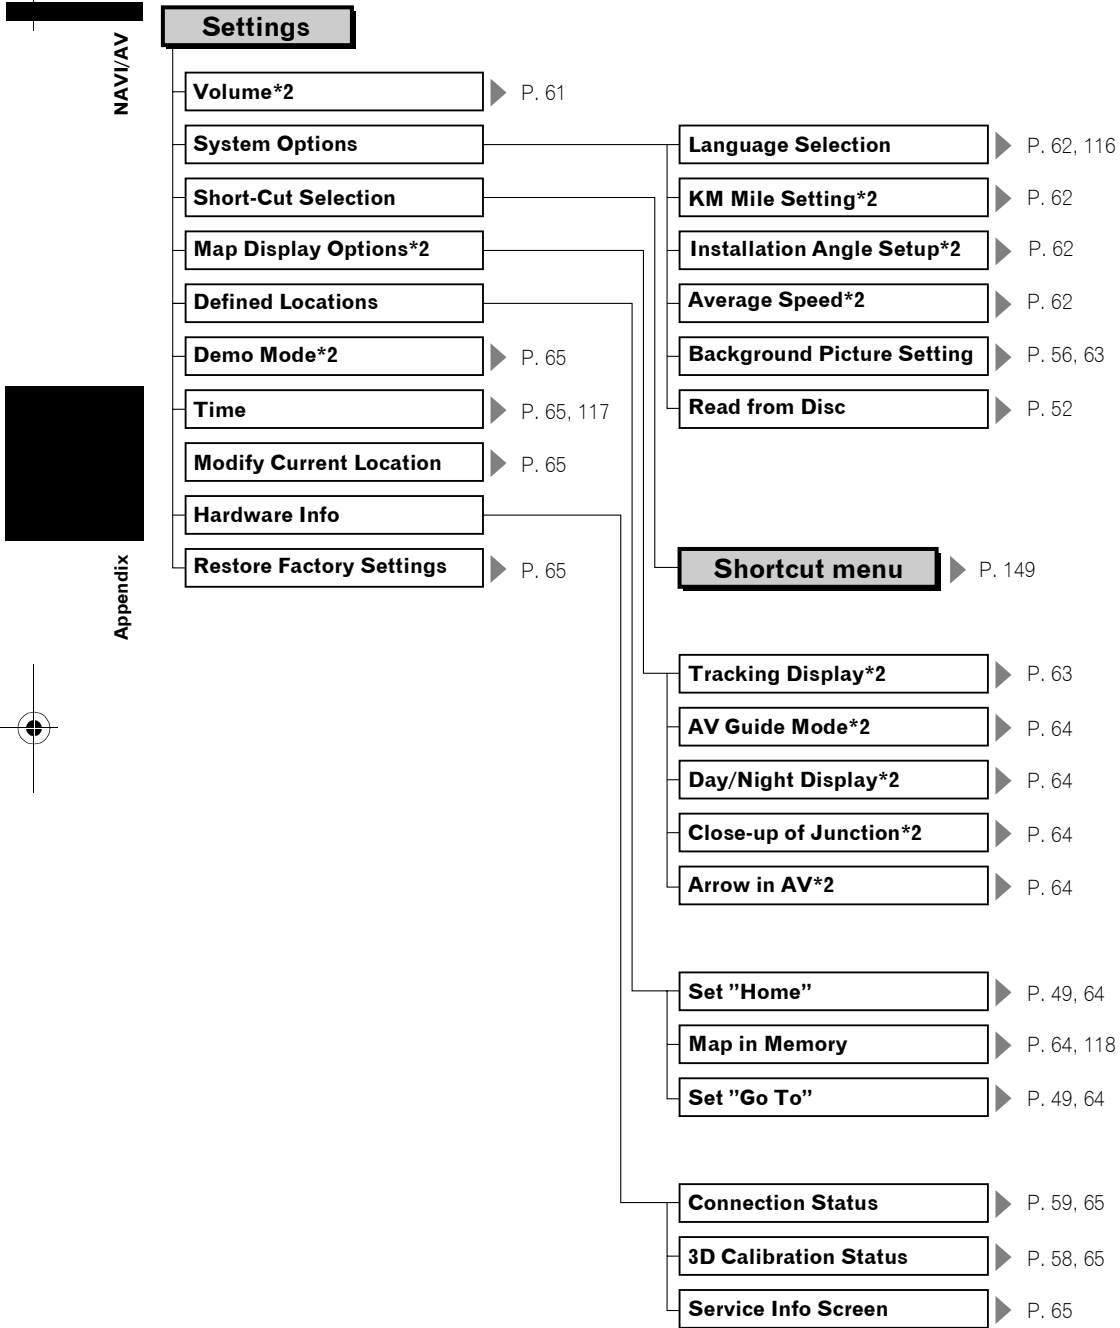 NAVI/AV
Settings
Volume*2 P. 61
System Options
Short-Cut Selection
Map Display Options*2
Defined Locations
Demo Mode*2 P. 65
Time P. 65, 117
Modify Current Location P. 65
Hardware Info
Restore Factory Settings P. 65
Language Selection P. 62, 116
KM Mile Setting*2 P. 62
Installation Angle Setup*2 P. 62
Average Speed*2 P. 62
Background Picture Setting P. 56, 63
Read from Disc P. 52
Shortcut menu P. 149
Tracking Display*2 P. 63
AV Guide Mode*2 P. 64
Day/Night Display*2 P. 64
Close-up of Junction*2 P. 64
Arrow in AV*2 P. 64
Set ”Home” P. 49, 64
Map in Memory P. 64, 118
Set ”Go To” P. 49, 64
Connection Status P. 59, 65
3D Calibration Status P. 58, 65
Service Info Screen P. 65
Appendix